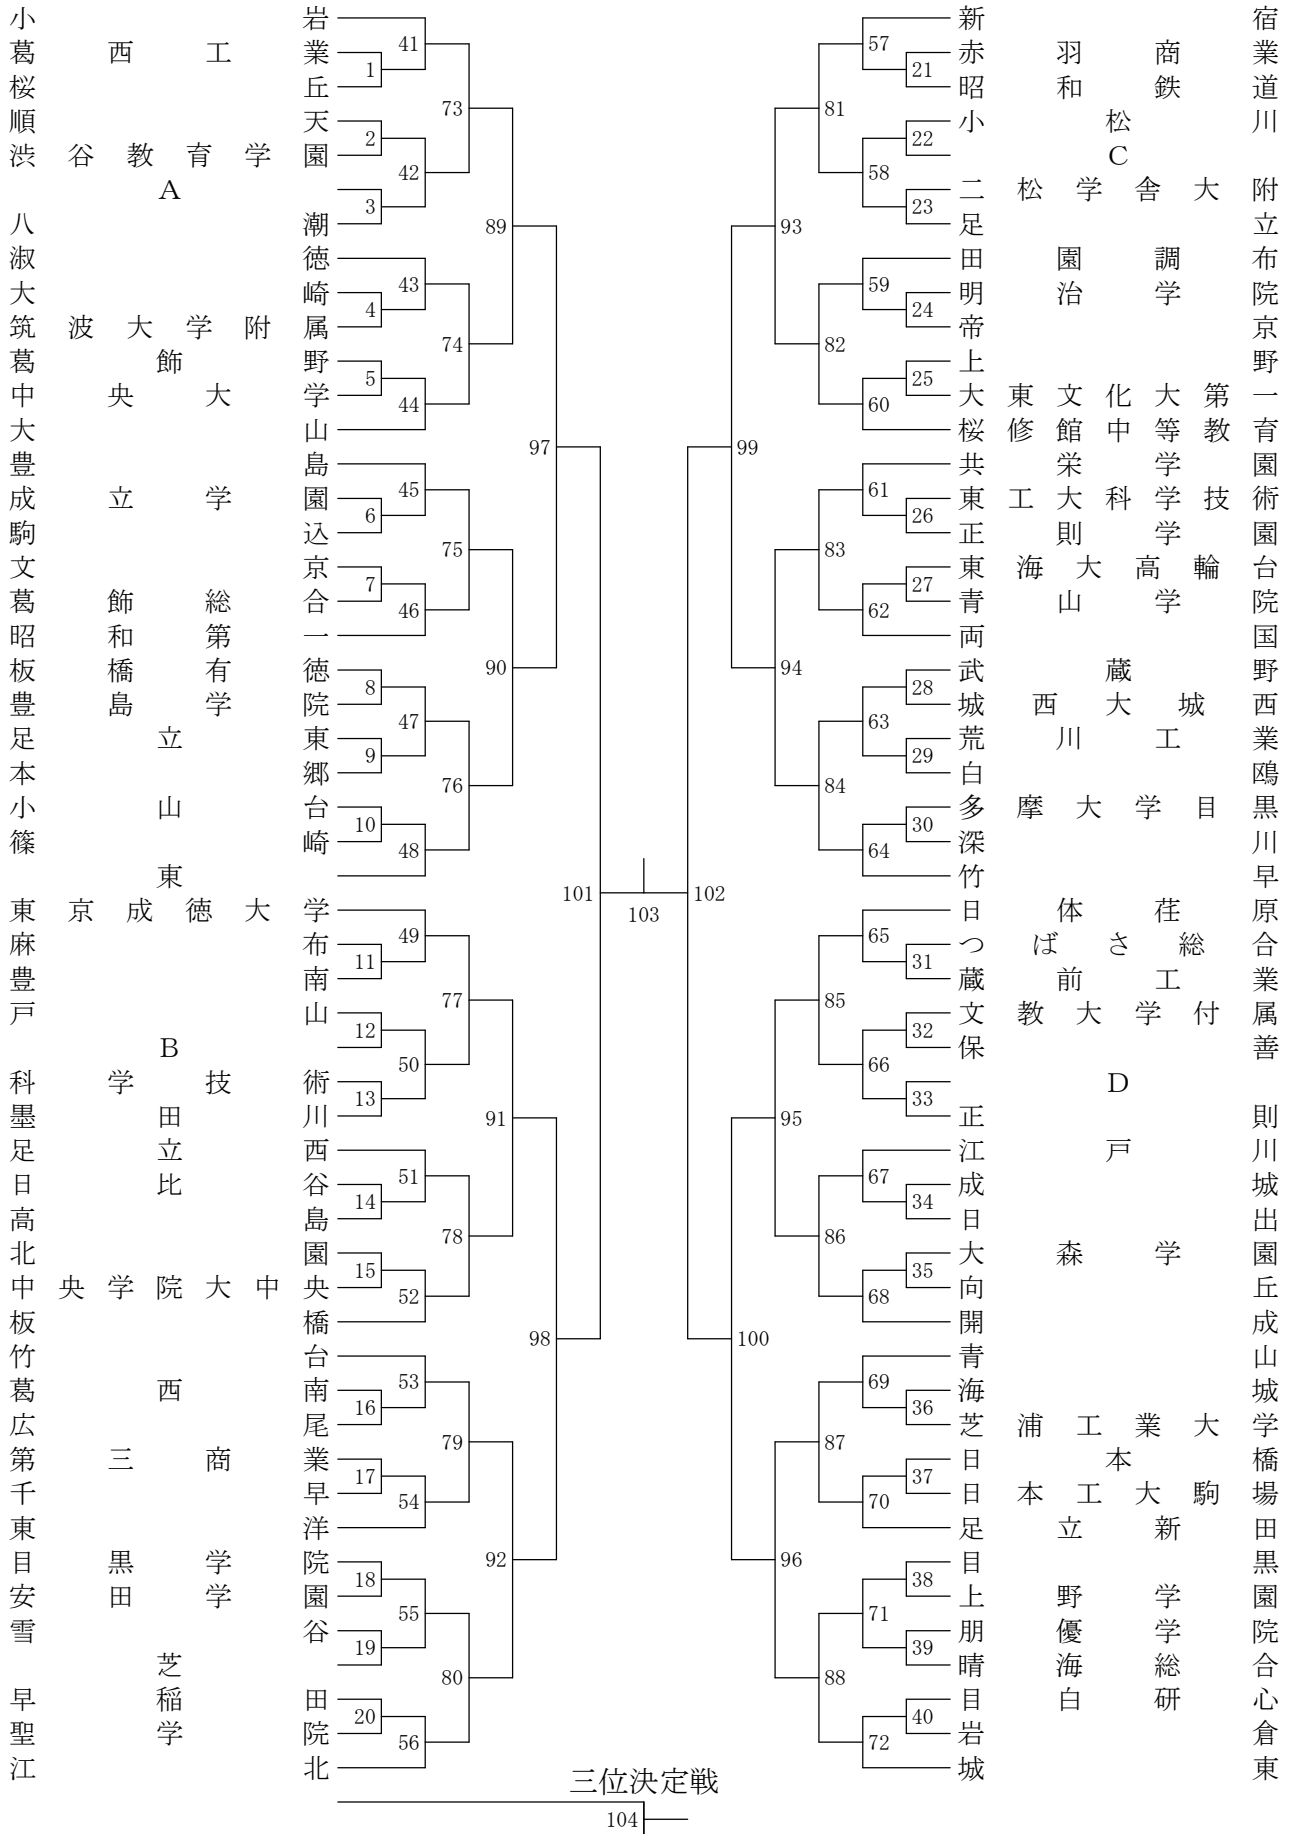 小岩
葛西工業
桜丘
順天
渋谷教育学園
A
八潮
淑徳
大崎
筑波大学附属
葛飾野
中央大学
大山
豊島
成立学園
駒込
文京
葛飾総合
昭和第一
板橋有徳
豊島学院
足立東
本郷
小山台
篠崎
東
東京成徳大学
麻布
豊南
戸山
B
科学技術
墨田川
足立西
日比谷
高島
北園
中央学院大中央
板橋
竹台
葛西南
広尾
第三商業
千早
東洋
目黒学院
安田学園
雪谷
芝
早稲田
聖学院
江北
41
1
2
42
3
43
4
5
44
45
6
7
46
8
47
9
10
48
49
11
12
50
13
51
14
15
52
53
16
17
54
18
55
19
20
56
73
74
75
76
77
78
79
80
89
90
91
92
97
98
101
103
102
99
100
93
94
95
96
81
82
83
84
85
86
87
88
57
21
22
58
23
59
24
25
60
61
26
27
62
28
63
29
30
64
65
31
32
66
33
67
34
35
68
69
36
37
70
38
71
39
40
72
新宿
赤羽商業
昭和鉄道
小松川
C
二松学舎大附
足立
田園調布
明治学院
帝京
上野
大東文化大第一
桜修館中等教育
共栄学園
東工大科学技術
正則学園
東海大高輪台
青山学院
両国
武蔵野
城西大城西
荒川工業
白鴎
多摩大学目黒
深川
竹早
日体荏原
つばさ総合
蔵前工業
文教大学付属
保善
D
正則
江戸川
成城
日出
大森学園
向丘
開成
青山
海城
芝浦工業大学
日本橋
日本工大駒場
足立新田
目黒
上野学園
朋優学院
晴海総合
目白研心
岩倉
城東
三位決定戦
104